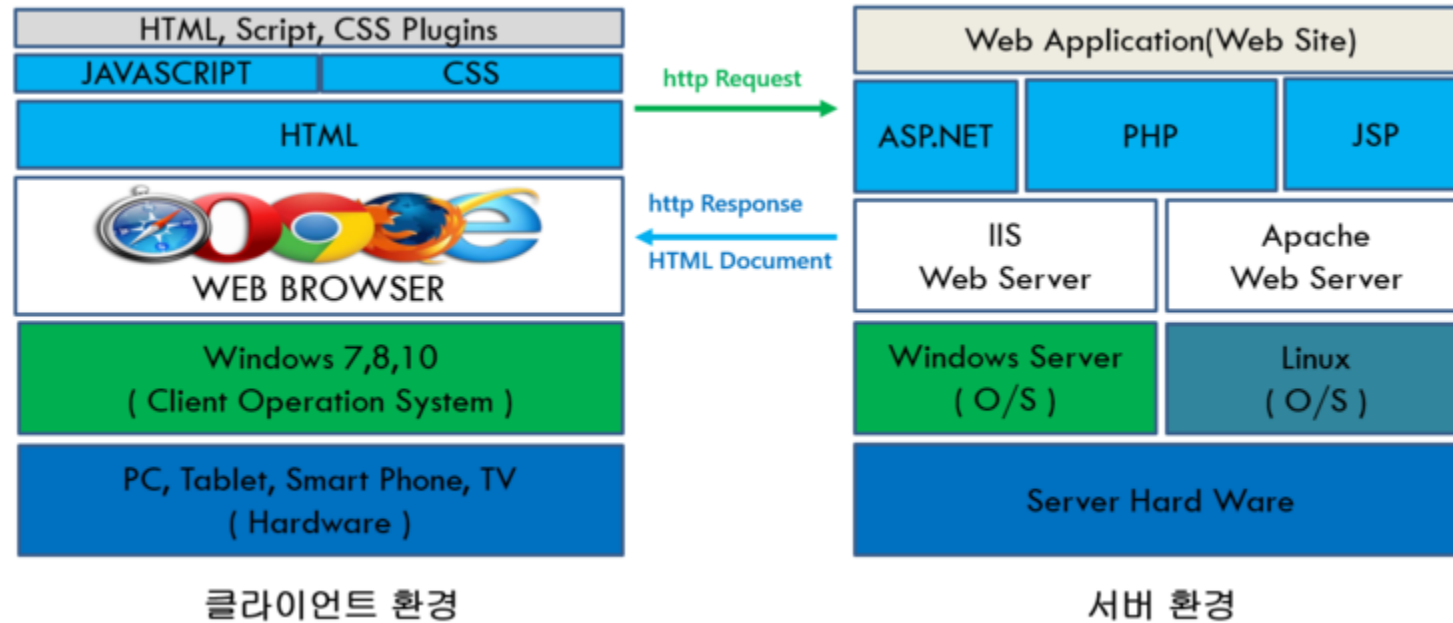 HTML, Script, CSS Plugins
JAVASCRIPT
CSS
HTML
WEB BROWSER
Windows 7,8,10
( Client Operation System )
PC, Tablet, Smart Phone, TV
( Hardware )
클라이언트 환경
http Request
http Response
HTML Document
Web Application(Web Site)
ASP.NET
PHP
JSP
IIS
Web Server
Apache
Web Server
Windows Server
( O/S )
Linux
( O/S )
Server Hard Ware
서버 환경